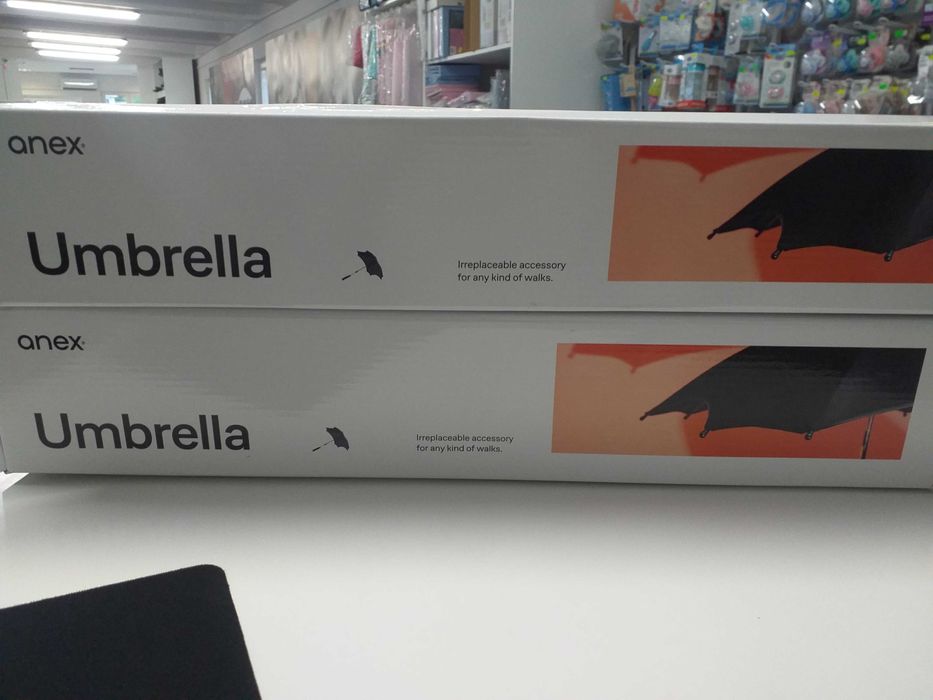 anex
Umbrella
Irreplaceable accessory
for any kind of walks.
anex
Umbrella
Irreplaceable accessory
for any kind of walks.